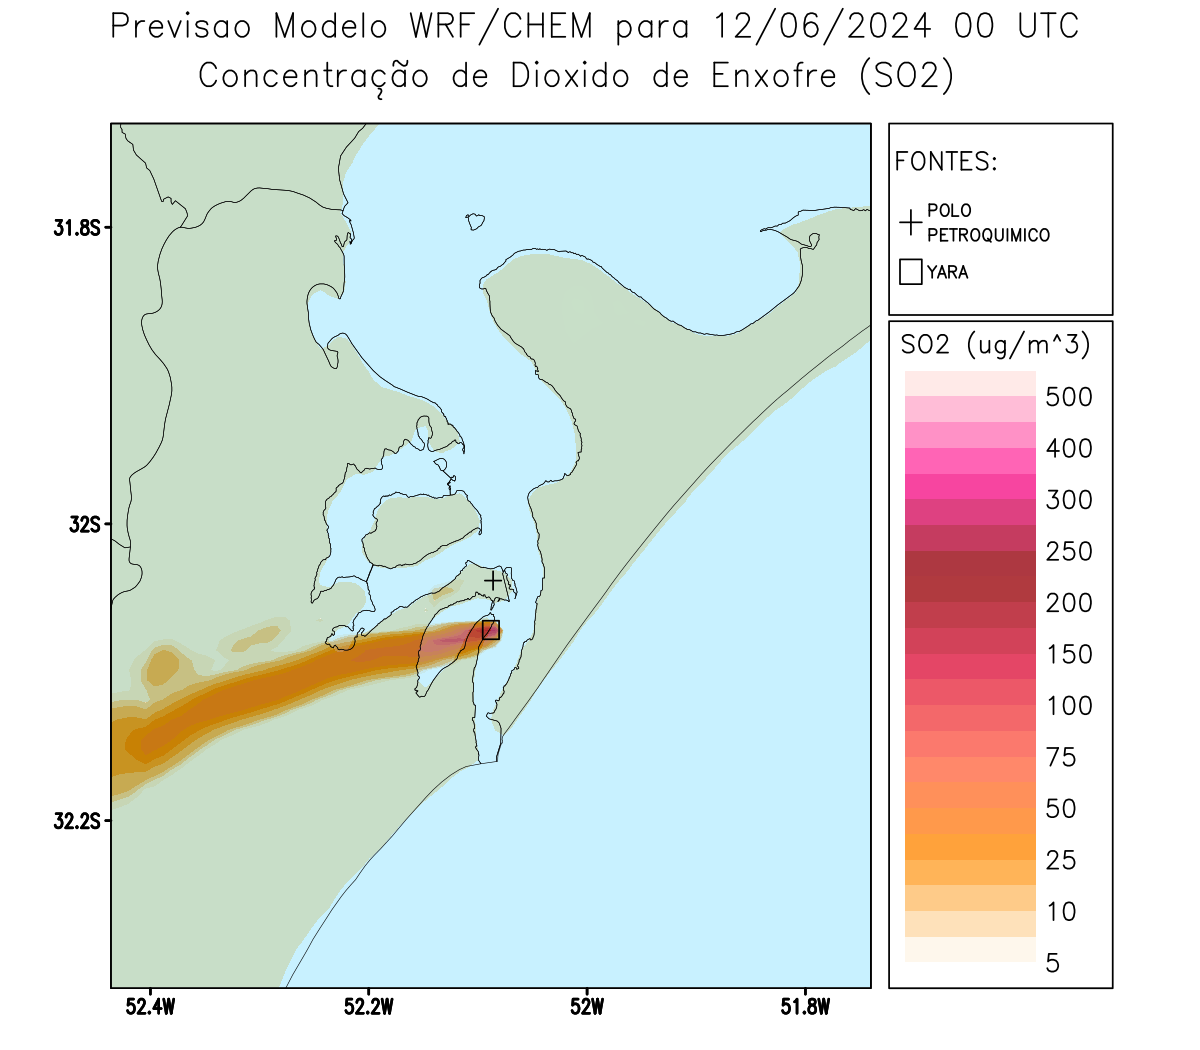 Previsao Modelo WRF/CHEM para 12/06/2024 00 UTC
Concentração de Dioxido de Enxofre (SO2)
FONTES:
POLO
PETROQUIMICO
YARA
SO2 (ug/m^3)
500
400
300
250
200
150
100
75
50
25
10
5
31.8S
32S
32.2S
52.4W
52.2W
52W
51.8W